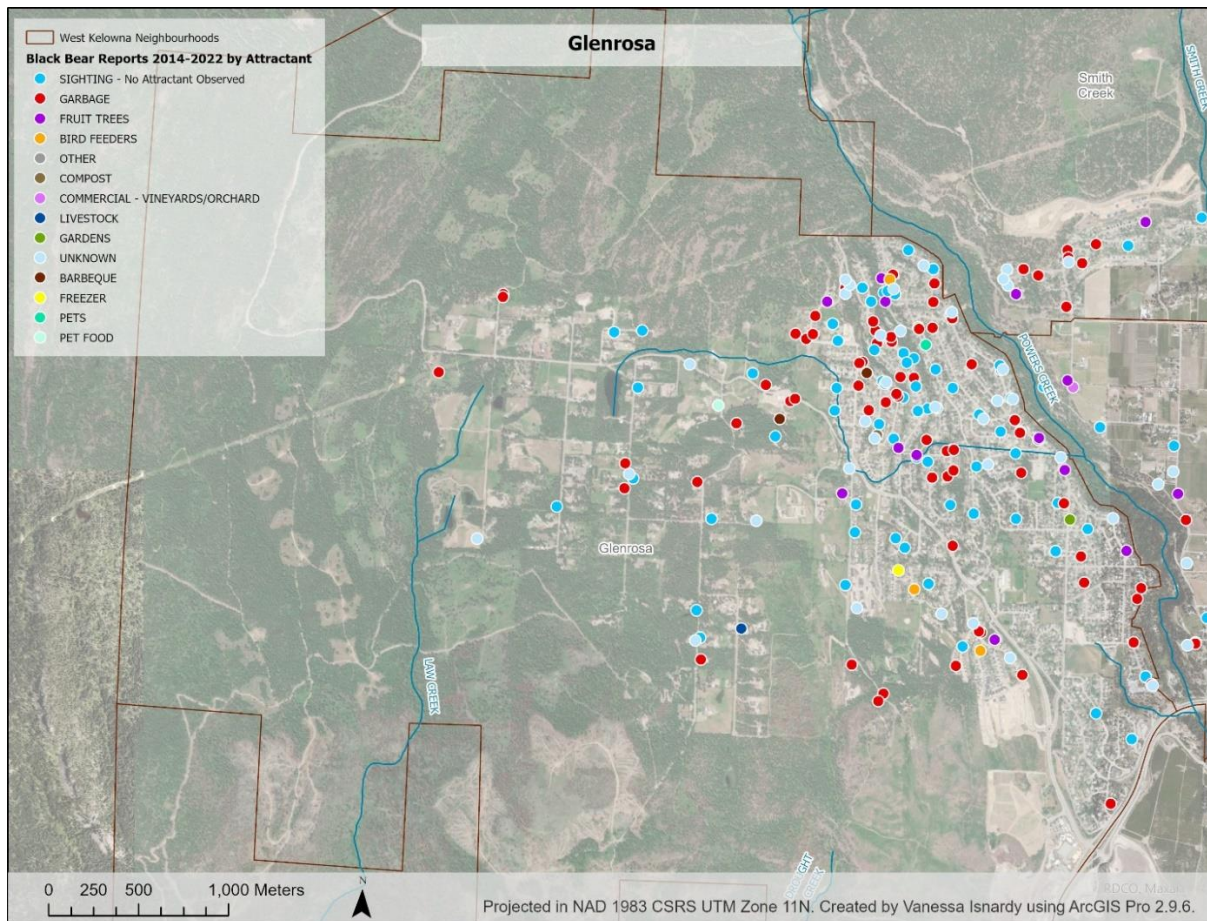 Glenrosa
West Kelowna Neighbourhoods
Black Bear Reports 2014-2022 by Attractant
SIGHTING - No Attractant Observed
GARBAGE
FRUIT TREES
BIRD FEEDERS
OTHER
COMPOST
COMMERCIAL - VINEYARDS/ORCHARD
LIVESTOCK
GARDENS
UNKNOWN
BARBEQUE
FREEZER
PETS
PET FOOD
Smith
Creek
SMITH CREEK
POWERS CREEK
Glenrosa
LAW CREEK
CREEK
N
0 250 500 1,000 Meters
Projected in NAD 1983 CSRS UTM Zone 11N. Created by Vanessa Isnardy using ArcGIS Pro 2.9.6.